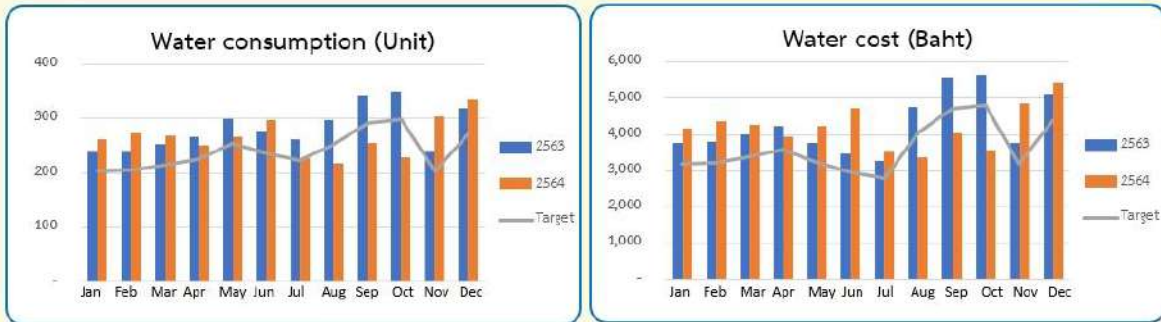 Water consumption (Unit)
400
300
200
100
-
Jan Feb Mar Apr May Jun Jul Aug Sep Oct Nov Dec
2563
2564
Target
Water cost (Baht)
6,000
5,000
4,000
3,000
2,000
1,000
-
Jan Feb Mar Apr May Jun Jul Aug Sep Oct Nov Dec
2563
2564
Target